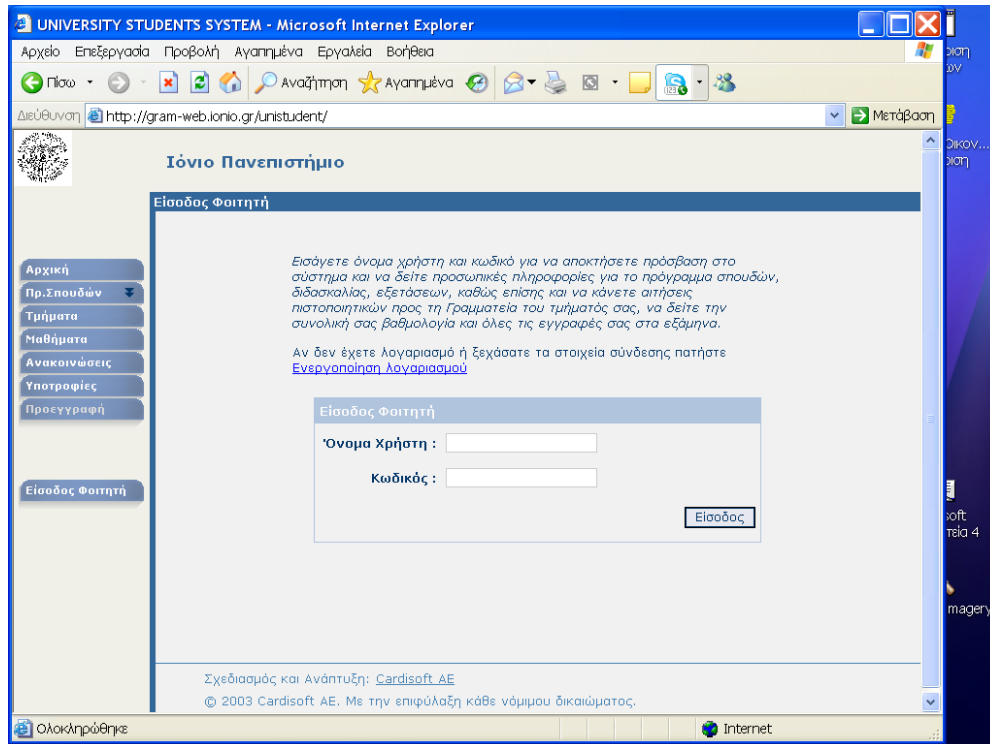 UNIVERSITY STUDENTS SYSTEM - Microsoft Internet Explorer
Αρχείο Επεξεργασία Προβολή Αγαπημένα Εργαλεία Βοήθεια
Πίσω Αναζήτηση Αγαπημένα
Διεύθυνση http://gram-web.ionio.gr/unistudent/ Μετάβαση
Ιόνιο Πανεπιστήμιο
Είσοδος Φοιτητή
Αρχική
Πρ.Σπουδών
Τμήματα
Μαθήματα
Ανακοινώσεις
Υποτροφίες
Προεγγραφή
Είσοδος Φοιτητή
Εισάγετε όνομα χρήστη και κωδικό για να αποκτήσετε πρόσβαση στο
σύστημα και να δείτε προσωπικές πληροφορίες για το πρόγραμμα σπουδών,
διδασκαλίας, εξετάσεων, καθώς επίσης και να κάνετε αιτήσεις
πιστοποιητικών προς τη Γραμματεία του τμήματός σας, να δείτε την
συνολική σας βαθμολογία και όλες τις εγγραφές σας στα εξάμηνα.
Αν δεν έχετε λογαριασμό ή ξεχάσατε τα στοιχεία σύνδεσης πατήστε
Ενεργοποίηση λογαριασμού
Είσοδος Φοιτητή
Όνομα Χρήστη :
Κωδικός :
Είσοδος
Σχεδιασμός και Ανάπτυξη: Cardisoft AE
© 2003 Cardisoft AE. Με την επιφύλαξη κάθε νόμιμου δικαιώματος.
Ολοκληρώθηκε Internet
ριση
ων
Οικον...
ριση
soft
τεία 4
magery